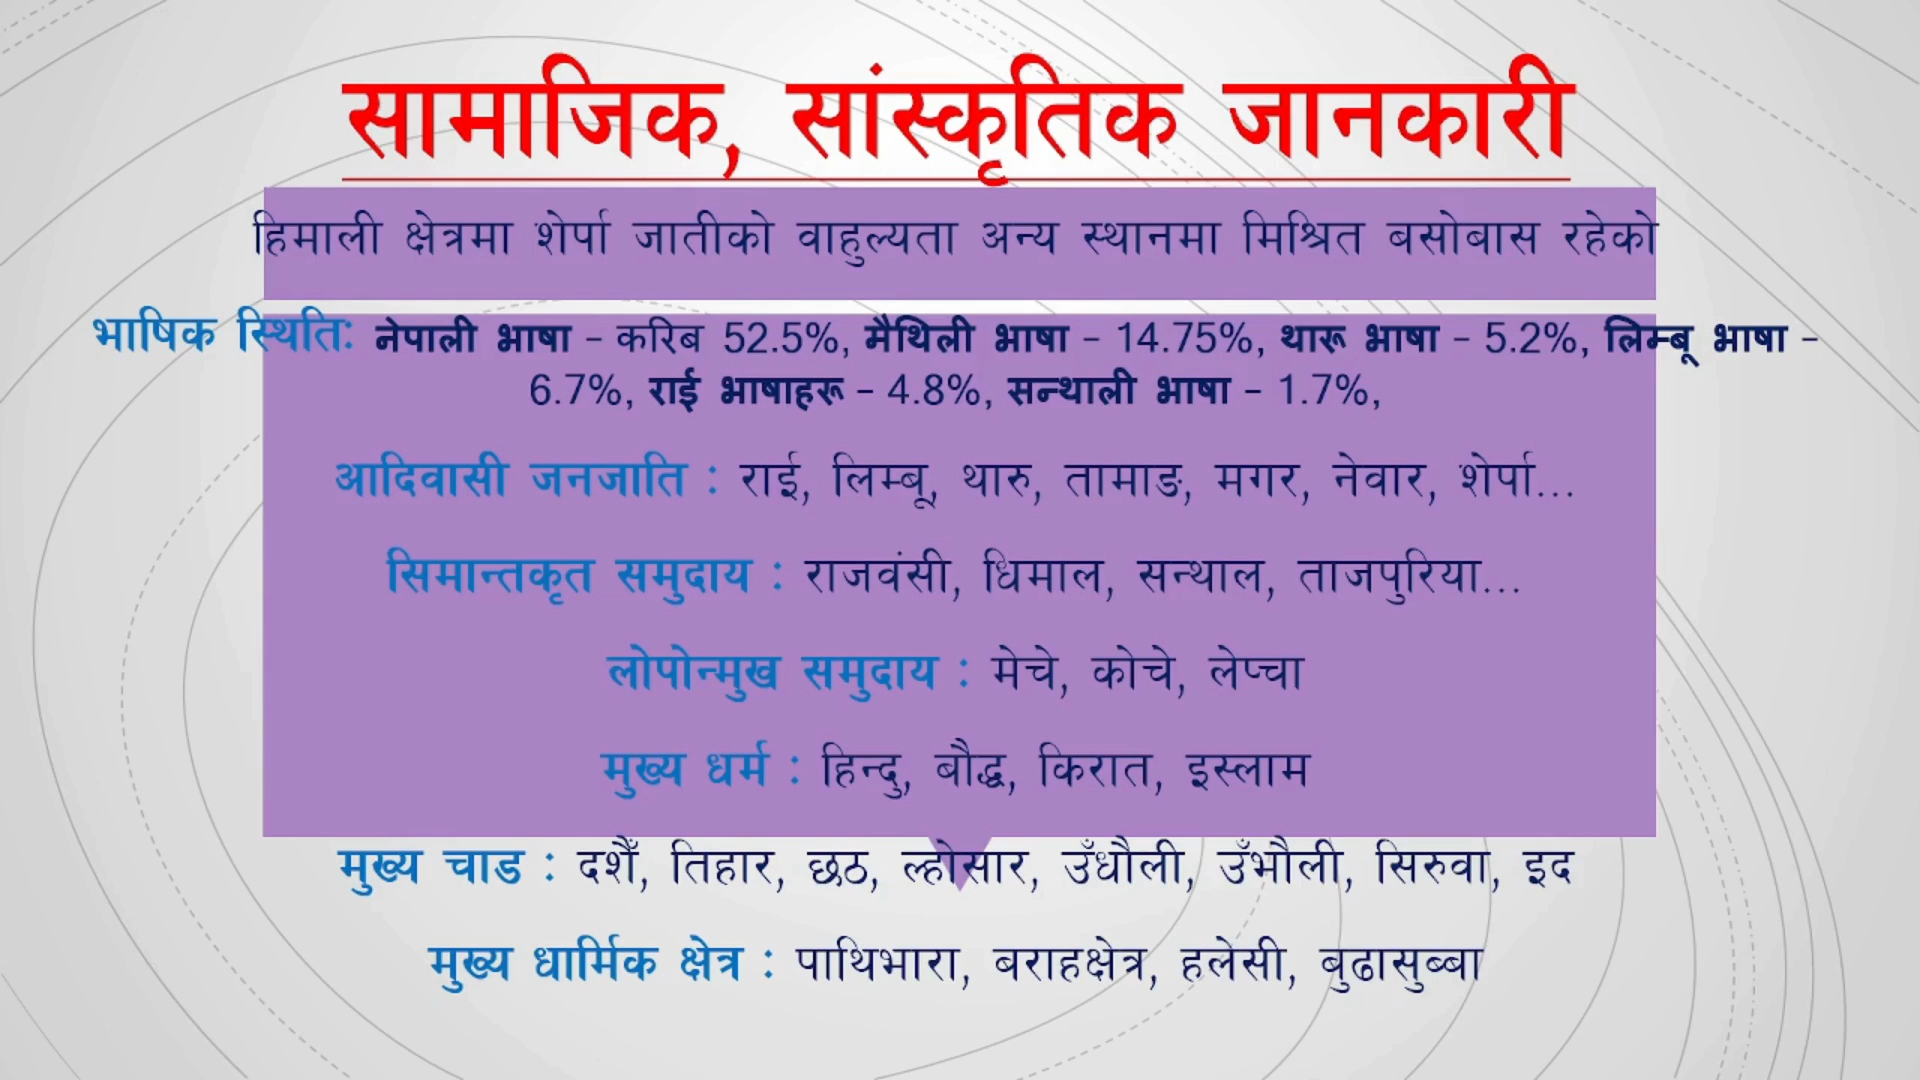 सामाजिक, सांस्कृतिक जानकारी
हिमाली क्षेत्रमा शेर्पा जातीको वाहुल्यता अन्य स्थानमा मिश्रित बसोबास रहेको
भाषिक स्थितिः नेपाली भाषा – करिब 52.5%, मैथिली भाषा – 14.75%, थारू भाषा – 5.2%, लिम्बू भाषा –
6.7%, राई भाषाहरू – 4.8%, सन्थाली भाषा – 1.7%,
आदिवासी जनजाति : राई, लिम्बू, थारु, तामाङ, मगर, नेवार, शेर्पा...
सिमान्तकृत समुदाय : राजवंसी, धिमाल, सन्थाल, ताजपुरिया...
लोपोन्मुख समुदाय : मेचे, कोचे, लेप्चा
मुख्य धर्म : हिन्दु, बौद्ध, किरात, इस्लाम
मुख्य चाड : दशैँ, तिहार, छठ, ल्होसार, उँधौली, उँभौली, सिरुवा, इद
मुख्य धार्मिक क्षेत्र : पाथिभारा, बराहक्षेत्र, हलेसी, बुढासुब्बा